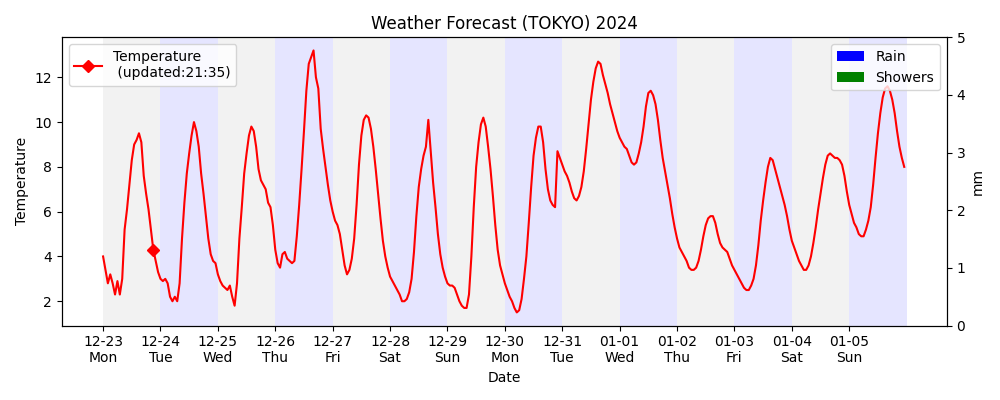 Weather Forecast (TOKYO) 2024
Temperature
(updated:21:35)
Rain
Showers
Temperature
12
10
8
6
4
2
5
4
3
2
1
0
mm
12-23 12-24 12-25 12-26 12-27 12-28 12-29 12-30 12-31 01-01 01-02 01-03 01-04 01-05
Mon Tue Wed Thu Fri Sat Sun Mon Tue Wed Thu Fri Sat Sun
Date